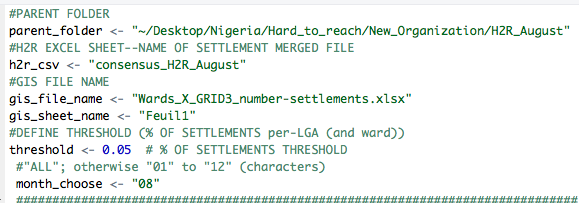 #PARENT FOLDER
parent_folder <- "~/Desktop/Nigeria/Hard_to_reach/New_Organization/H2R_August"
#H2R EXCEL SHEET--NAME OF SETTLEMENT MERGED FILE
h2r_csv <- "consensus_H2R_August"
#GIS FILE NAME
gis_file_name <- "Wards_X_GRID3_number-settlements.xlsx"
gis_sheet_name <- "Feuil1"
#DEFINE THRESHOLD (% OF SETTLEMENTS per-LGA (and ward))
threshold <- 0.05  # % OF SETTLEMENTS THRESHOLD
#"ALL"; otherwise "01" to "12" (characters)
month_choose <- "08"
###############################################################################